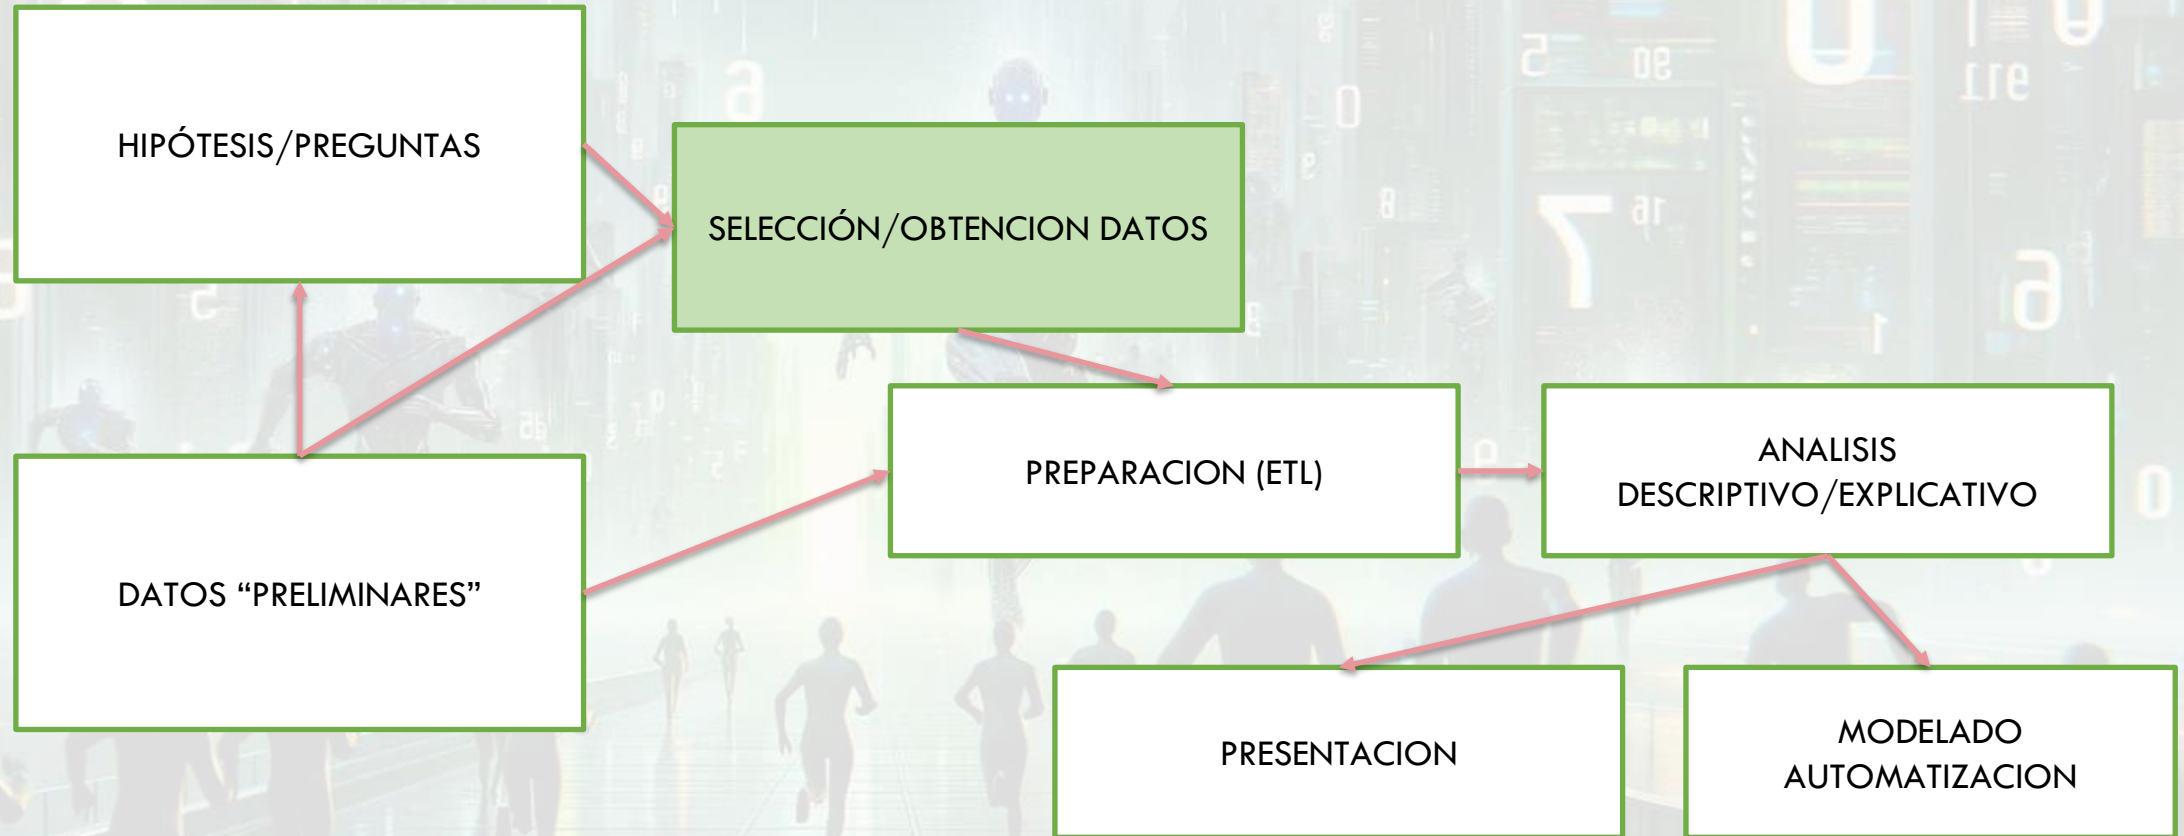 HIPÓTESIS/PREGUNTAS
SELECCIÓN/OBTENCION DATOS
DATOS “PRELIMINARES”
PREPARACION (ETL)
ANALISIS
DESCRIPTIVO/EXPLICATIVO
PRESENTACION
MODELADO
AUTOMATIZACION